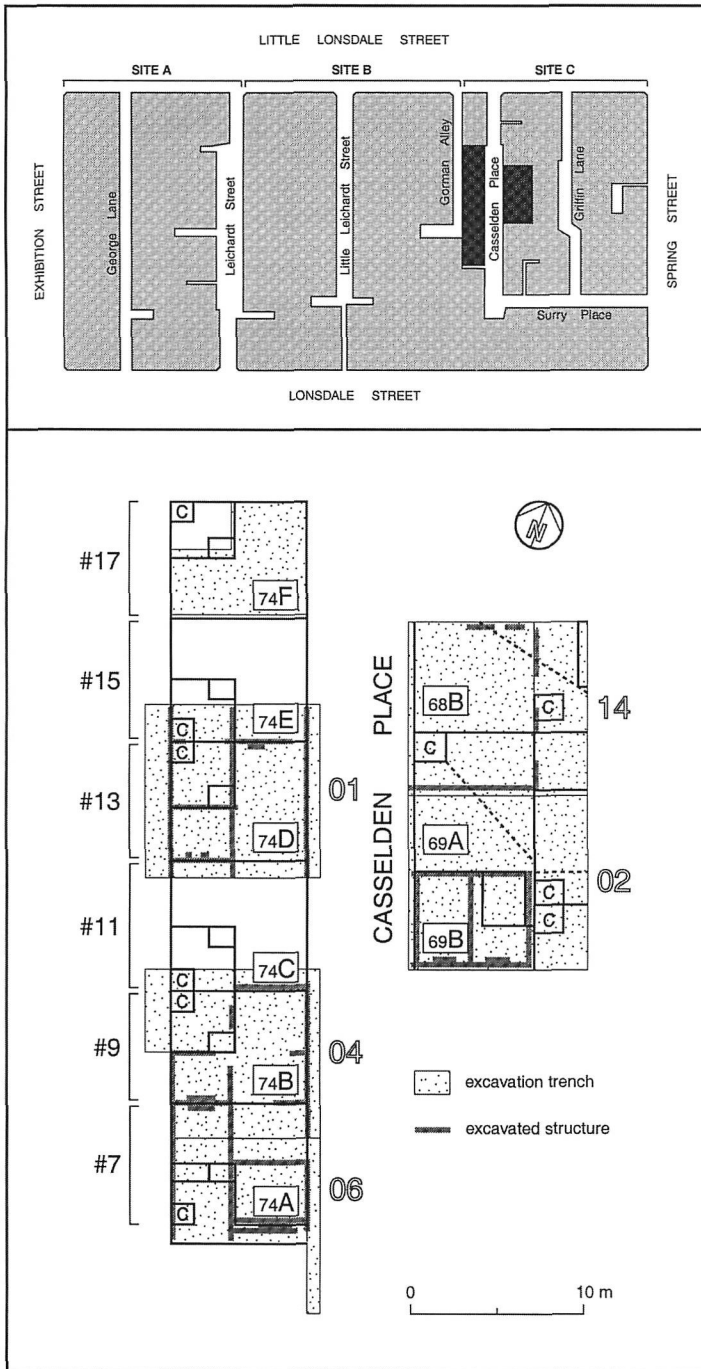 LITTLE LONSDALE STREET
SITE A SITE B SITE C
EXHIBITION STREET
George Lane
Leichardt Street
Little Leichardt Street
Gorman Alley
Casselden Place
Griffin Lane
SPRING STREET
Surry Place
LONSDALE STREET
#17
C
74F
#15
74E
C
C
01
#13
74D
#11
74C
C
C
#9
04
74B
#7
74A
06
C
N
CASSELDEN PLACE
68B
C
14
C
69A
02
C
C
69B
excavation trench
excavated structure
0 10 m